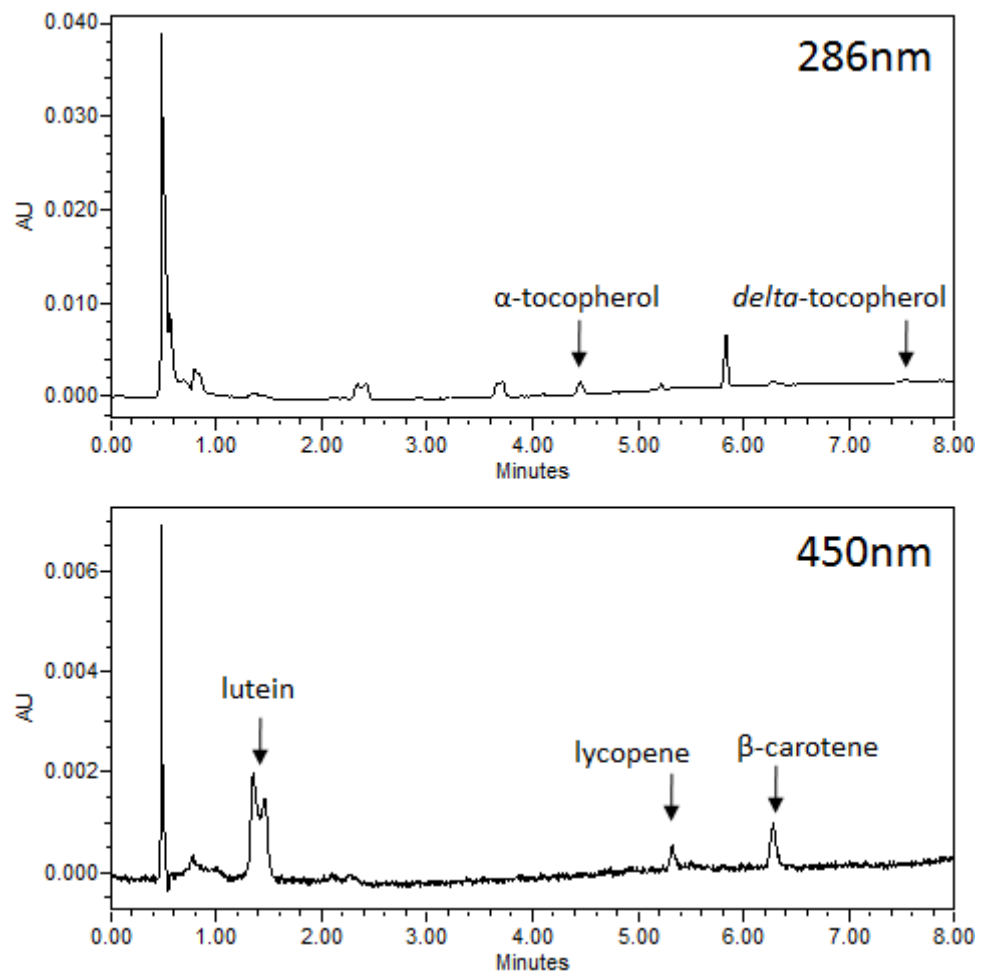 0.040
286nm
0.030
AU
0.020
α-tocopherol
delta-tocopherol
0.010
0.000
0.00 1.00 2.00 3.00 4.00 5.00 6.00 7.00 8.00
Minutes
450nm
0.006
0.004
AU
lutein
lycopene
β-carotene
0.002
0.000
0.00 1.00 2.00 3.00 4.00 5.00 6.00 7.00 8.00
Minutes